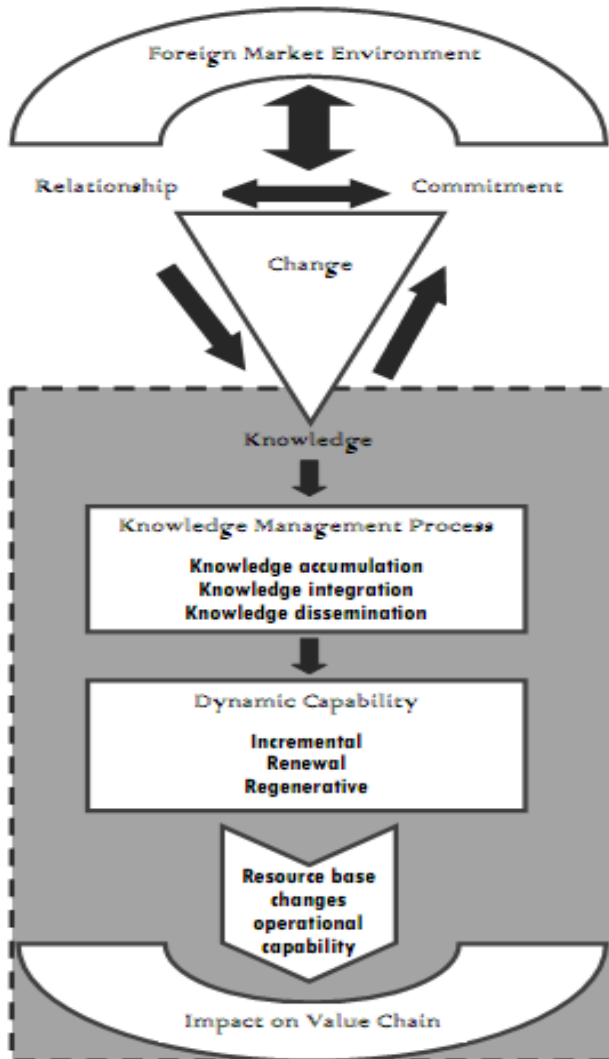 Foreign Market Environment
Relationship
Commitment
Change
Knowledge
Knowledge Management Process
Knowledge accumulation
Knowledge integration
Knowledge dissemination
Dynamic Capability
Incremental
Renewal
Regenerative
Resource base
changes
operational
capability
Impact on Value Chain